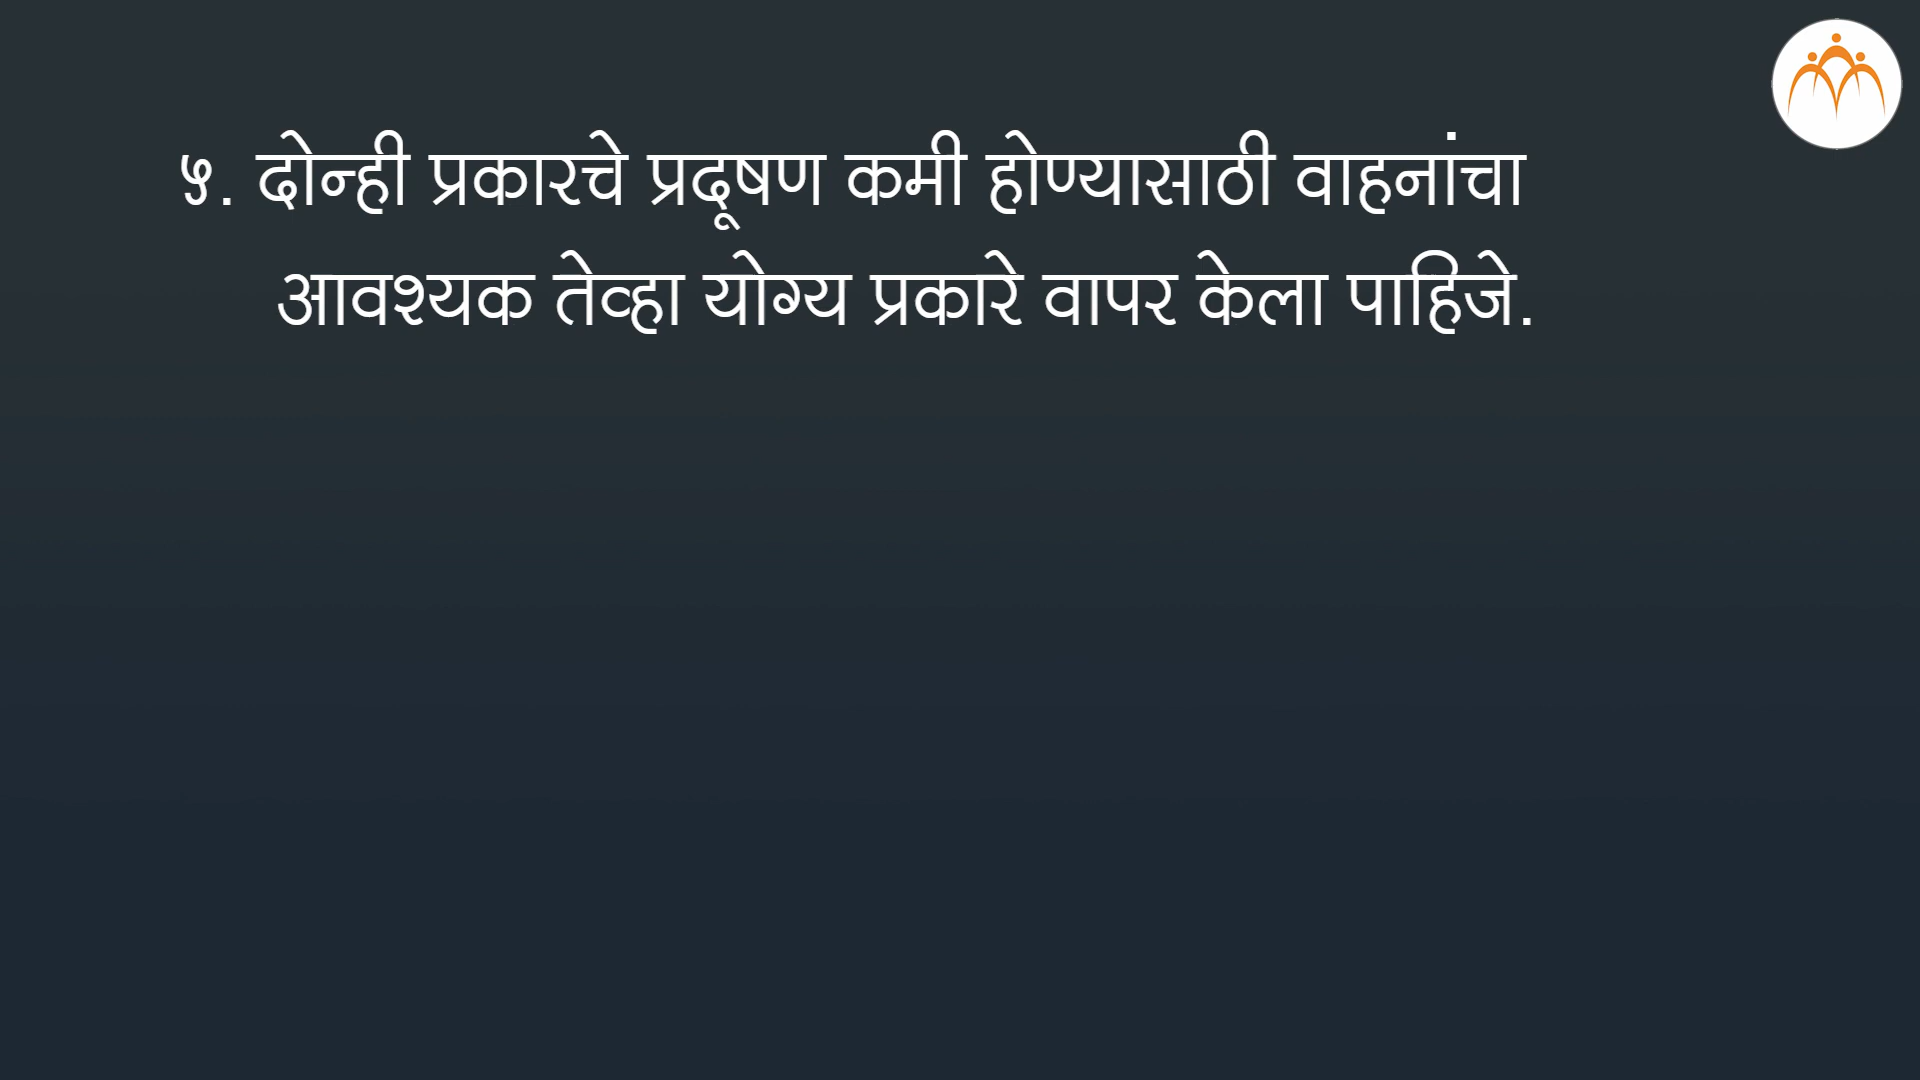 ५. दोन्ही प्रकारचे प्रदूषण कमी होण्यासाठी वाहनांचा
आवश्यक तेव्हा योग्य प्रकारे वापर केला पाहिजे.